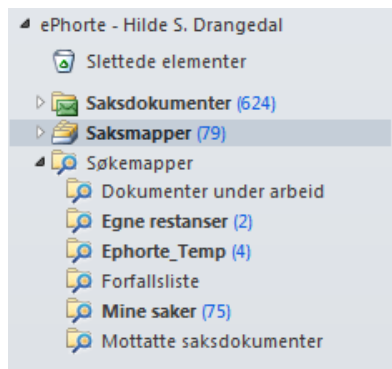 ePhorte - Hilde S. Drangedal
Slettede elementer
Saksdokumenter (624)
Saksmapper (79)
Søkemapper
Dokumenter under arbeid
Egne restanser (2)
Ephorte_Temp (4)
Forfallsliste
Mine saker (75)
Mottatte saksdokumenter